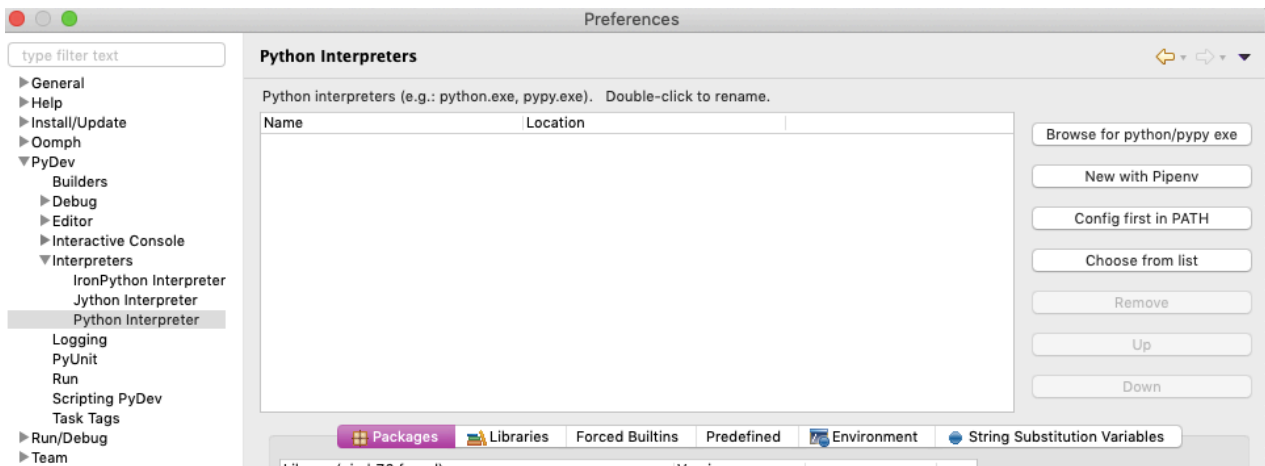 Preferences
type filter text
General
Help
Install/Update
Oomph
PyDev
Builders
Debug
Editor
Interactive Console
Interpreters
IronPython Interpreter
Jython Interpreter
Python Interpreter
Logging
PyUnit
Run
Scripting PyDev
Task Tags
Run/Debug
Team
Python Interpreters
Python interpreters (e.g.: python.exe, pypy.exe). Double-click to rename.
Name Location
Browse for python/pypy exe
New with Pipenv
Config first in PATH
Choose from list
Remove
Up
Down
Packages Libraries Forced Builtins Predefined Environment String Substitution Variables